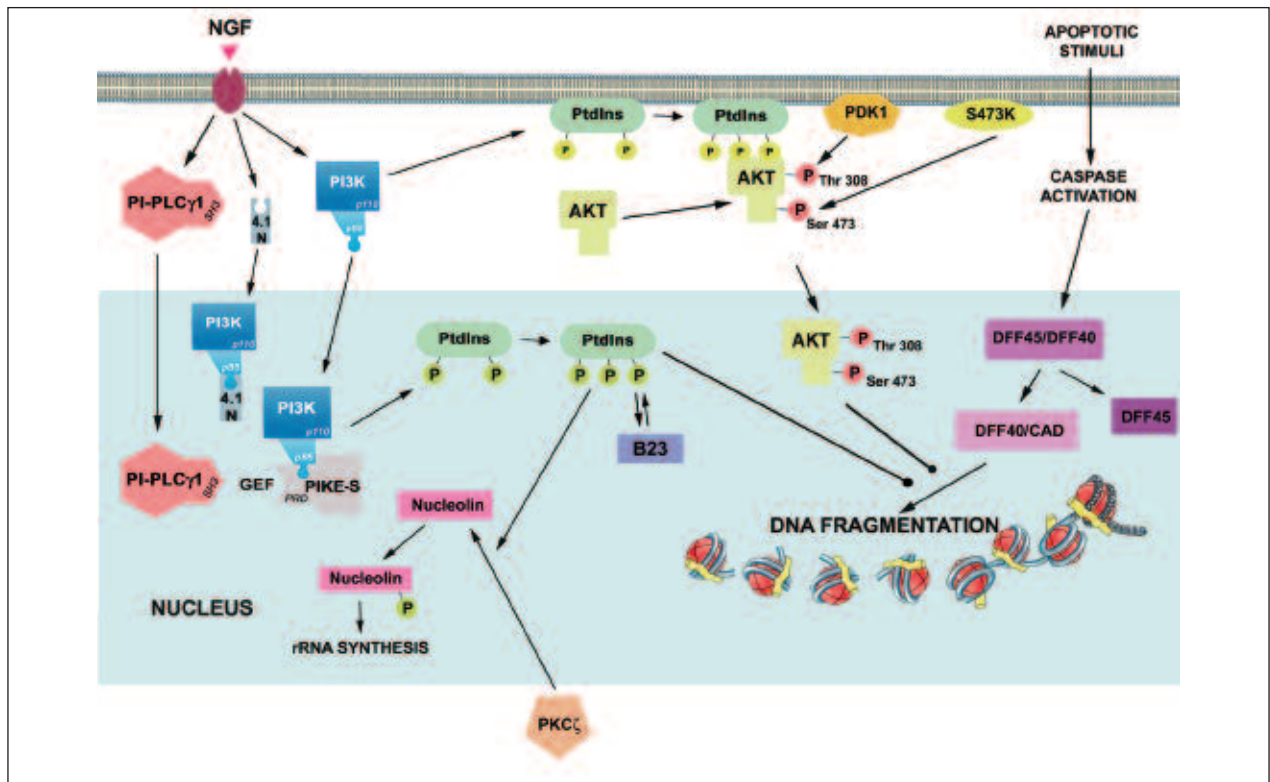 NGF
APOPTOTIC
STIMULI
PtdIns
P
P
PtdIns
P
P
P
PDK1
S473K
PI-PLCγ1
SH3
4.1
N
PI3K
p110
p85
AKT
AKT
P
Thr 308
P
Ser 473
CASPASE
ACTIVATION
PI3K
p110
p85
4.1
N
PtdIns
P
P
PtdIns
P
P
P
AKT
P
Thr 308
P
Ser 473
DFF45/DFF40
PI3K
p110
p85
B23
DFF40/CAD
DFF45
PI-PLCγ1
SH3
GEF
PRD
PIKE-S
Nucleolin
DNA FRAGMENTATION
Nucleolin
P
NUCLEUS
rRNA SYNTHESIS
PKCζ